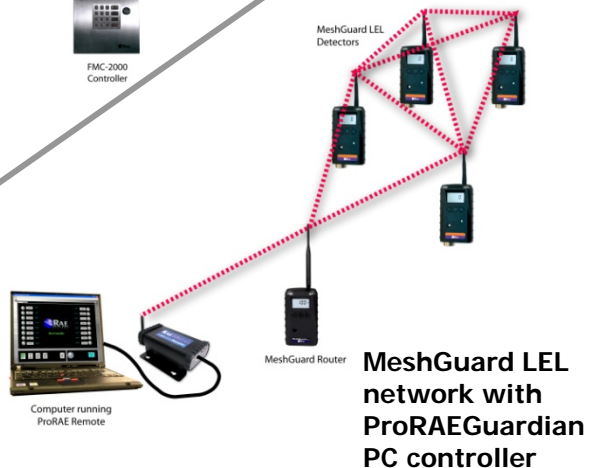 FMC-2000
Controller
MeshGuard LEL
Detectors
RAE
MeshGuard Router
Computer running
ProRAE Remote
MeshGuard LEL
network with
ProRAEGuardian
PC controller